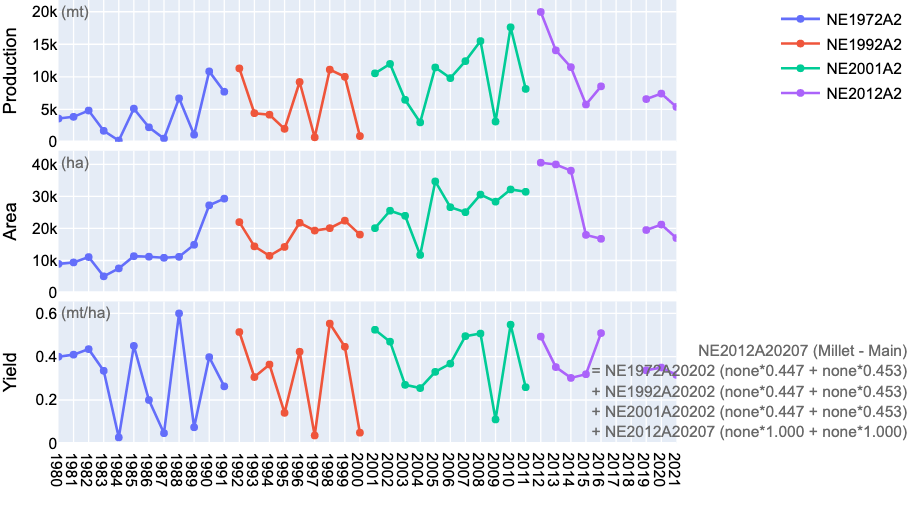 20k (mt)
15k
10k
5k
0
Production
NE1972A2
NE1992A2
NE2001A2
NE2012A2
(ha)
40k
30k
20k
10k
0
Area
(mt/ha)
0.6
0.4
0.2
0
Yield
NE2012A20207 (Millet - Main)
= NE1972A20202 (none*0.447 + none*0.453)
+ NE1992A20202 (none*0.447 + none*0.453)
+ NE2001A20202 (none*0.447 + none*0.453)
+ NE2012A20207 (none*1.000 + none*1.000)
1980 1981 1982 1983 1984 1985 1986 1987 1988 1989 1990 1991 1992 1993 1994 1995 1996 1997 1998 1999 2000 2001 2002 2003 2004 2005 2006 2007 2008 2009 2010 2011 2012 2013 2014 2015 2016 2017 2018 2019 2020 2021